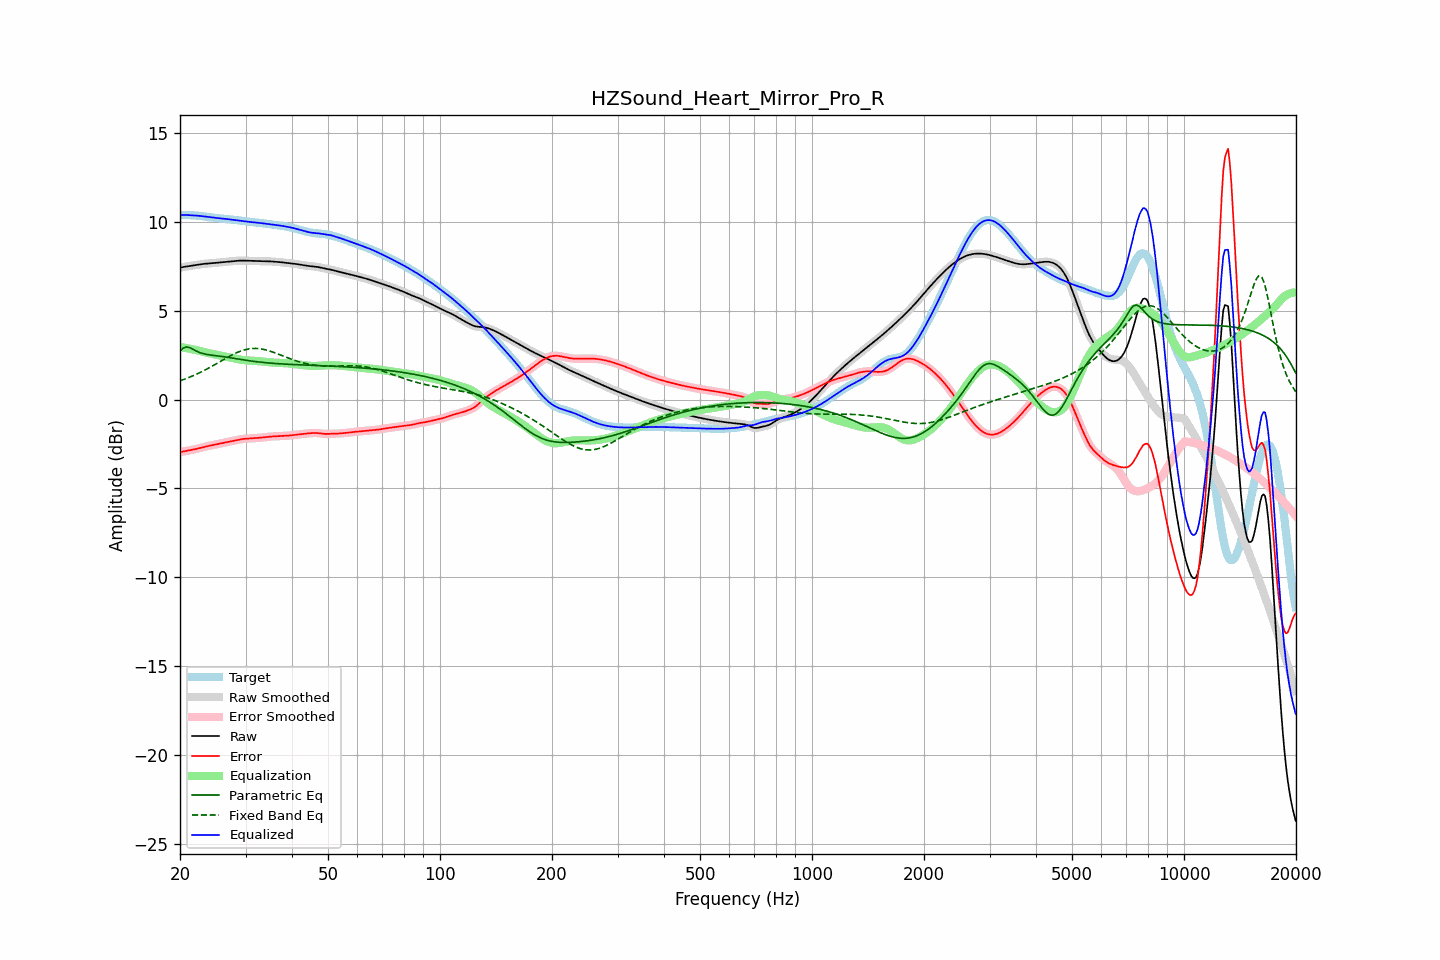 HZSound_Heart_Mirror_Pro_R
Amplitude (dBr)
15
10
5
0
−5
−10
−15
−20
−25
Target
Raw Smoothed
Error Smoothed
Raw
Error
Equalization
Parametric Eq
Fixed Band Eq
Equalized
20 50 100 200 500 1000 2000 5000 10000 20000
Frequency (Hz)